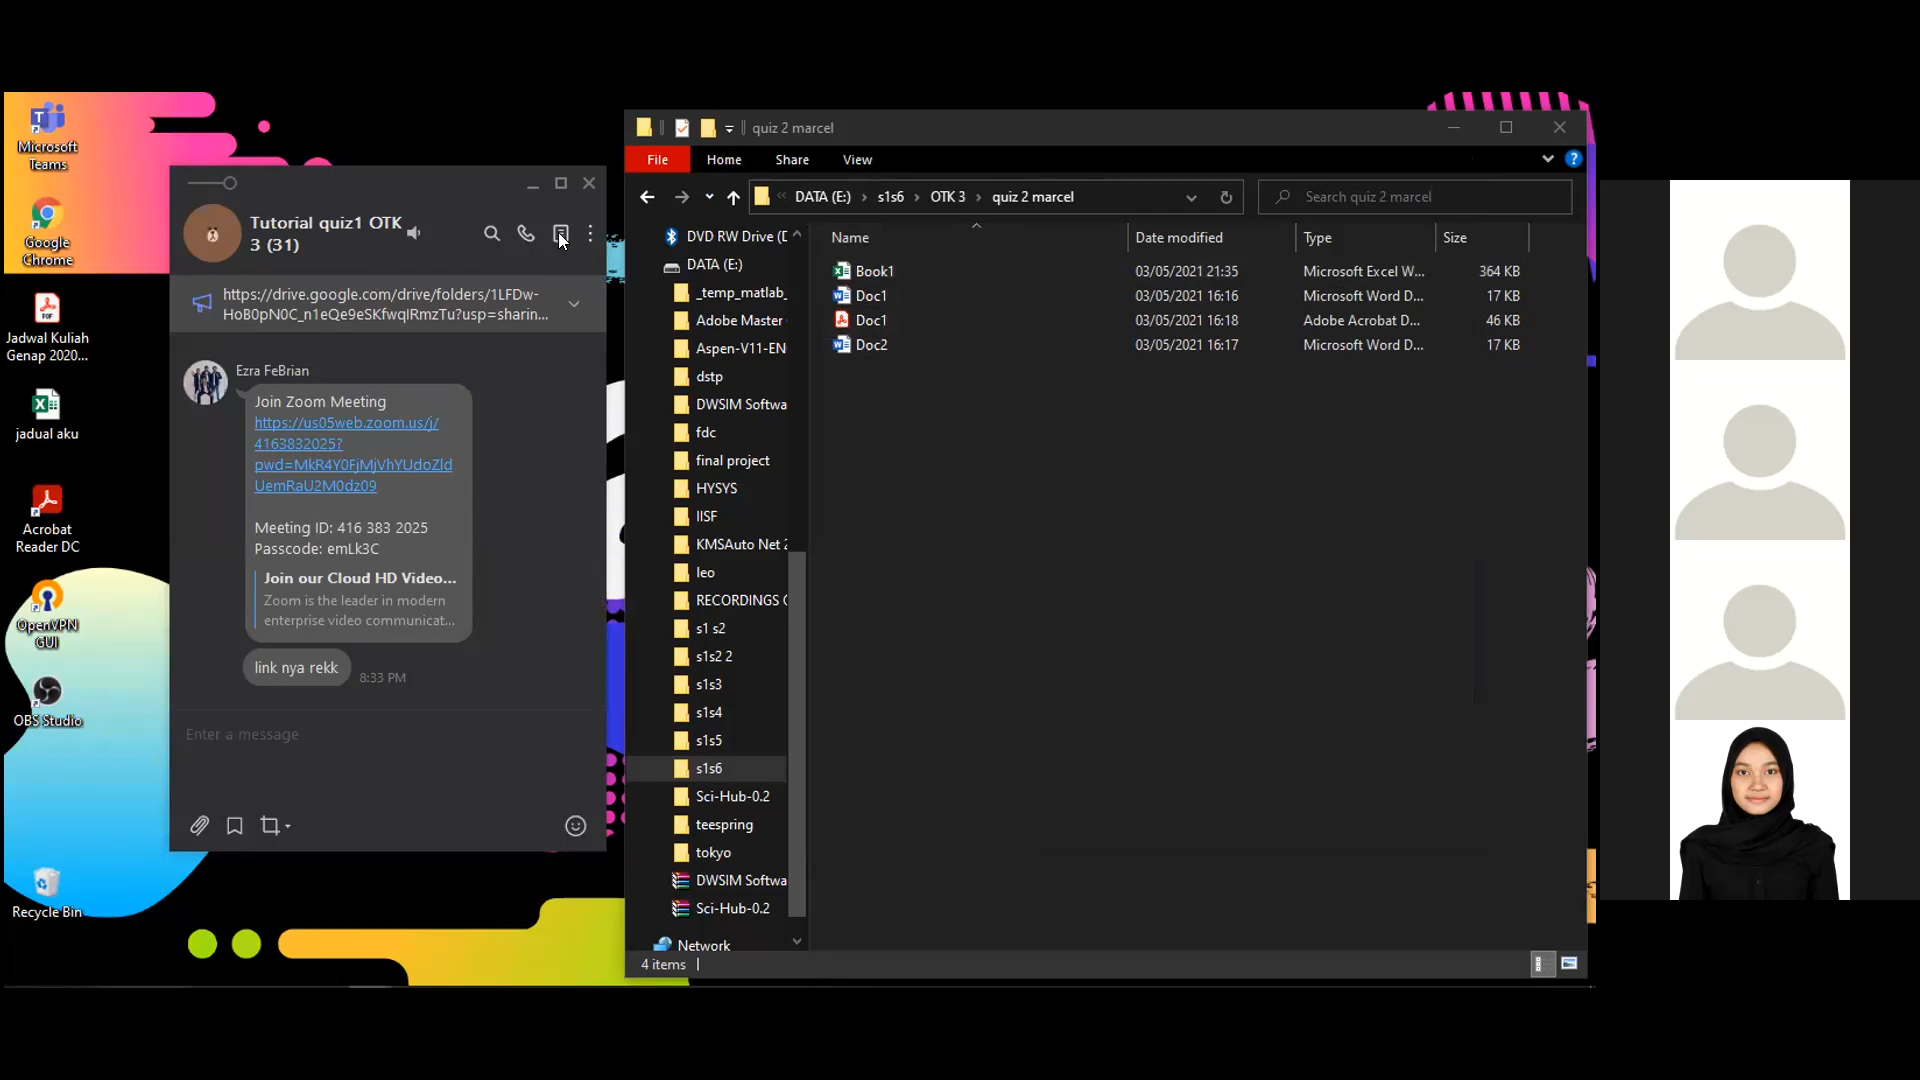 Microsoft
Teams
Google
Chrome
Jadwal Kuliah
Genap 2020...
jadual aku
Acrobat
Reader DC
OpenVPN
GUI
OBS Studio
Recycle Bin
Tutorial quiz1 OTK
3 (31)
https://drive.google.com/drive/folders/1LFDw-
HoB0pN0C_n1eQe9eSKfwqIRmzTu?usp=sharin...
Ezra FeBrian
Join Zoom Meeting
https://us05web.zoom.us/j/
4163832025?
pwd=MkR4Y0FjMjVhYUdoZld
UemRaU2M0dz09
Meeting ID: 416 383 2025
Passcode: emLk3C
Join our Cloud HD Video...
Zoom is the leader in modern
enterprise video communicat...
link nya rekk
8:33 PM
Enter a message
quiz 2 marcel
File Home Share View
DATA (E:) › s1s6 › OTK 3 › quiz 2 marcel
Search quiz 2 marcel
DVD RW Drive (D
DATA (E:)
_temp_matlab_
Adobe Master
Aspen-V11-EN
dstp
DWSIM Softwa
fdc
final project
HYSYS
IISF
KMSAuto Net 2
leo
RECORDINGS C
s1 s2
s1s2 2
s1s3
s1s4
s1s5
s1s6
Sci-Hub-0.2
teespring
tokyo
DWSIM Softwa
Sci-Hub-0.2
Network
Name Date modified Type Size
Book1 03/05/2021 21:35 Microsoft Excel W... 364 KB
Doc1 03/05/2021 16:16 Microsoft Word D... 17 KB
Doc1 03/05/2021 16:18 Adobe Acrobat D... 46 KB
Doc2 03/05/2021 16:17 Microsoft Word D... 17 KB
4 items